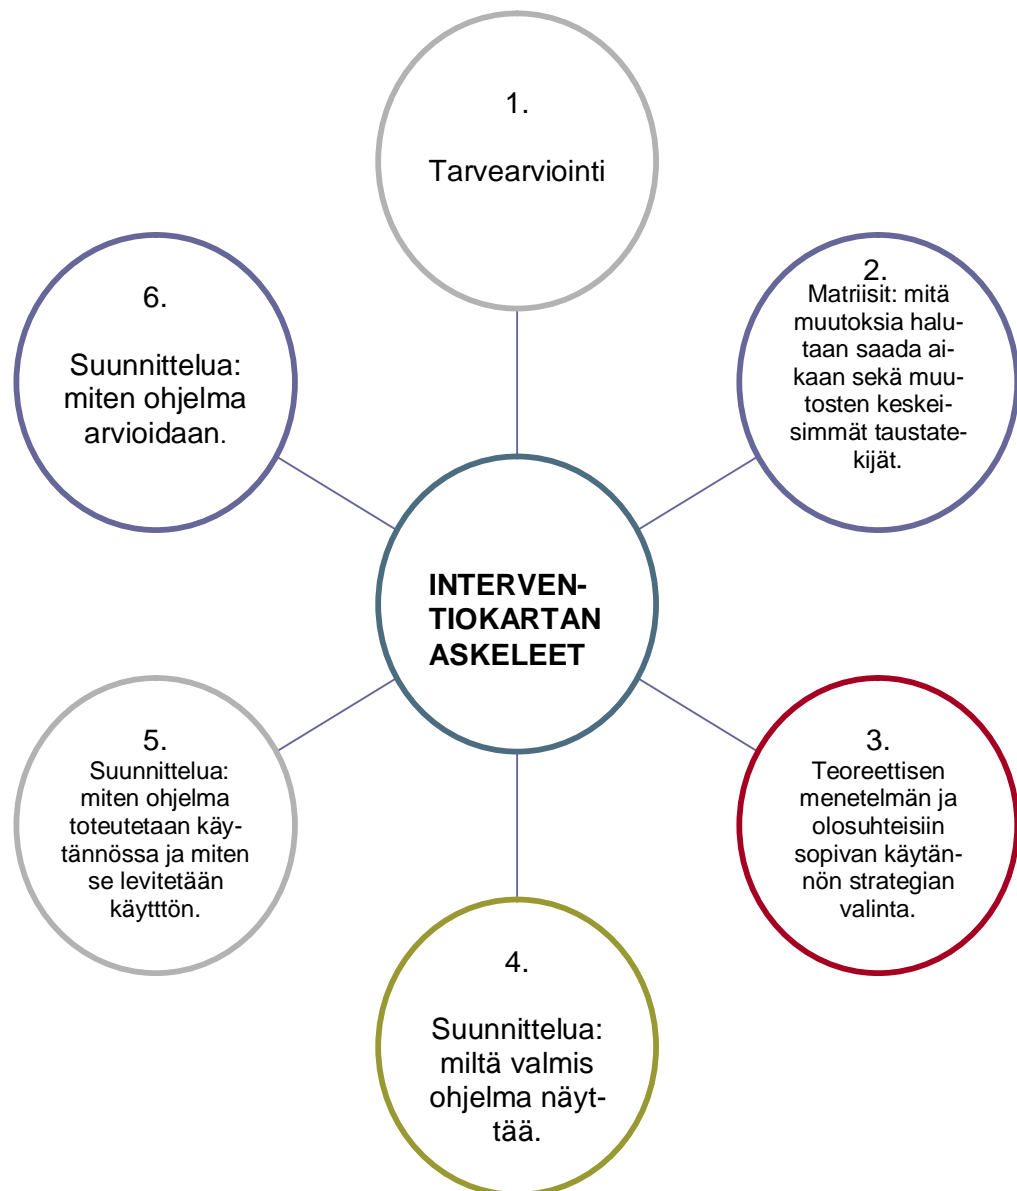 1.
Tarvearviointi
2.
Matriisit: mitä
muutoksia halu-
taan saada ai-
kaan sekä muu-
tosten keskei-
simmät taustate-
kijät.
3.
Teoreettisen
menetelmän ja
olosuhteisiin
sopivan käytän-
nön strategian
valinta.
4.
Suunnittelua:
miltä valmis
ohjelma näyt-
tää.
5.
Suunnittelua:
miten ohjelma
toteutetaan käy-
tännössa ja miten
se levitetään
käytttön.
6.
Suunnittelua:
miten ohjelma
arvioidaan.
INTERVEN-
TIOKARTAN
ASKELEET